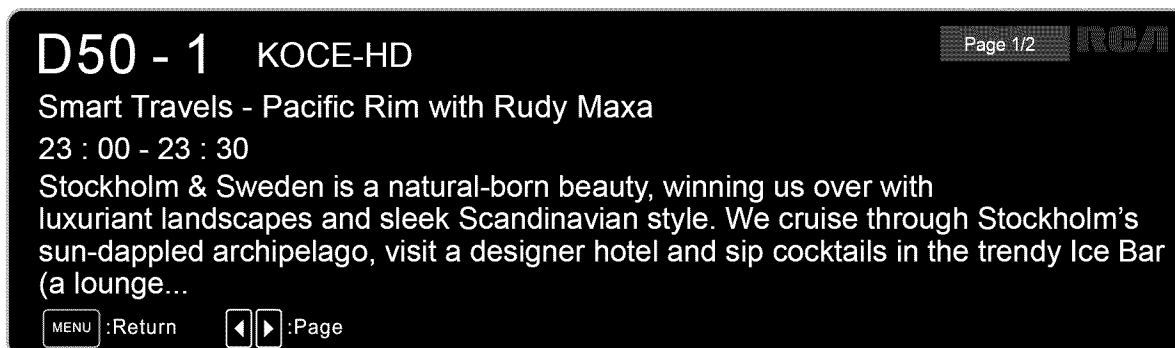 D50 - 1 KOCE-HD Page 1/2 RCA
Smart Travels - Pacific Rim with Rudy Maxa
23 : 00 - 23 : 30
Stockholm & Sweden is a natural-born beauty, winning us over with
luxuriant landscapes and sleek Scandinavian style. We cruise through Stockholm’s
sun-dappled archipelago, visit a designer hotel and sip cocktails in the trendy Ice Bar
(a lounge...
MENU :Return :Page